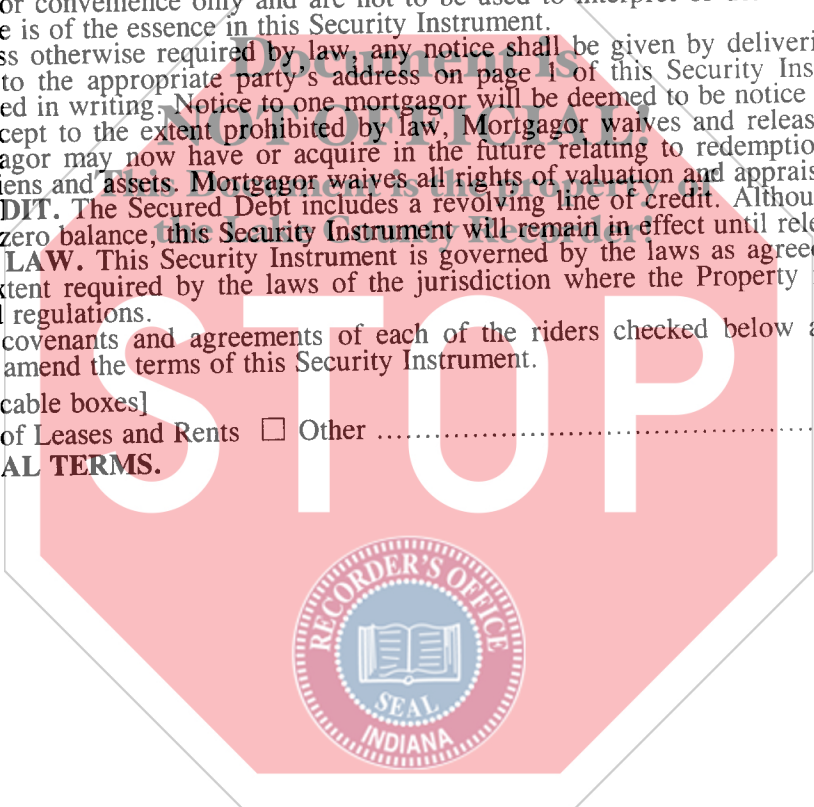 or convenience only and are not to be used to interpret or
e is of the essence in this Security Instrument.
ss otherwise required by law, any notice shall be given by deliveri
to the appropriate party's address on page 1 of this Security Ins
ed in writing. Notice to one mortgagor will be deemed to be notice
cept to the extent prohibited by law, Mortgagor waives and releas
agor may now have or acquire in the future relating to redemptio
iens and assets. Mortgagor waives all rights of valuation and apprais
DIT. The Secured Debt includes a revolving line of credit. Althou
zero balance, this Security Instrument will remain in effect until rele
LAW. This Security Instrument is governed by the laws as agree
xtent required by the laws of the jurisdiction where the Property
l regulations.
covenants and agreements of each of the riders checked below a
amend the terms of this Security Instrument.
cable boxes]
of Leases and Rents ☐ Other ..........................................................
AL TERMS.
Document is
NOT OFFICIAL!
This Document is the property of
the Lake County Recorder!
STOP
RECORDER'S OFFICE
SEAL
INDIANA